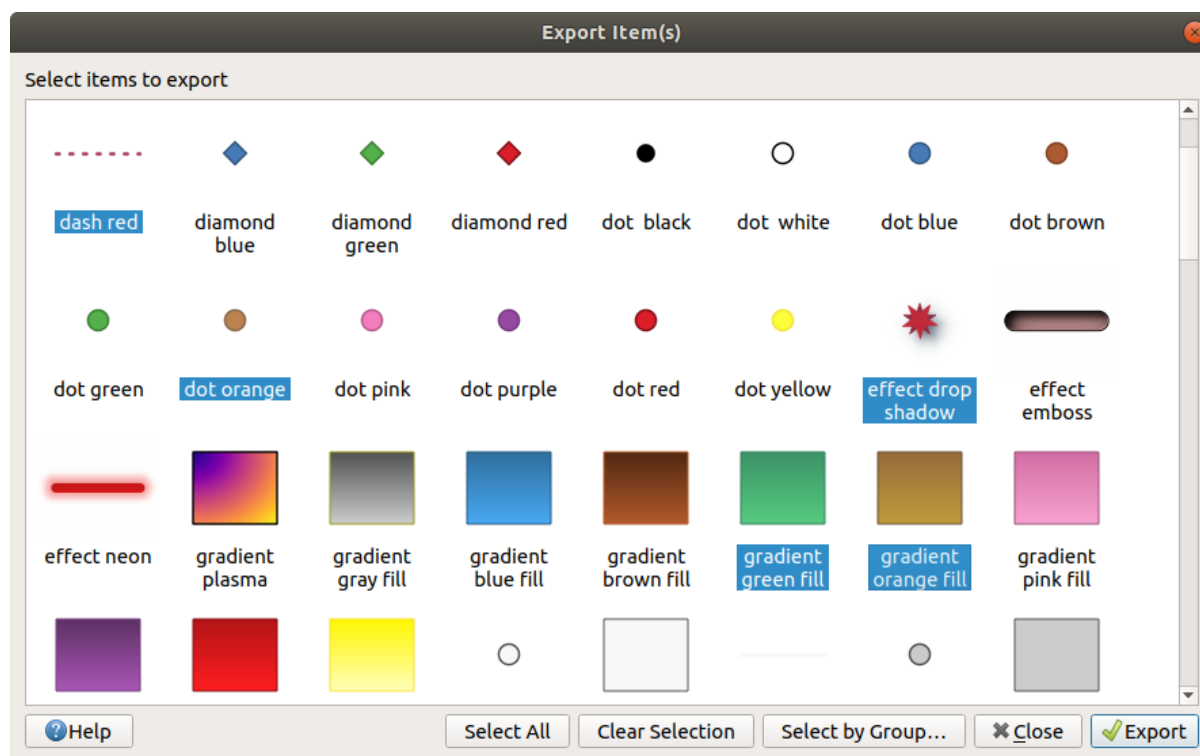 Export Item(s)
Select items to export
dash red
diamond blue
diamond green
diamond red
dot  black
dot  white
dot blue
dot brown
dot green
dot orange
dot pink
dot purple
dot red
dot yellow
effect drop shadow
effect emboss
effect neon
gradient plasma
gradient gray fill
gradient blue fill
gradient brown fill
gradient green fill
gradient orange fill
gradient pink fill
Help
Select All
Clear Selection
Select by Group...
Close
Export